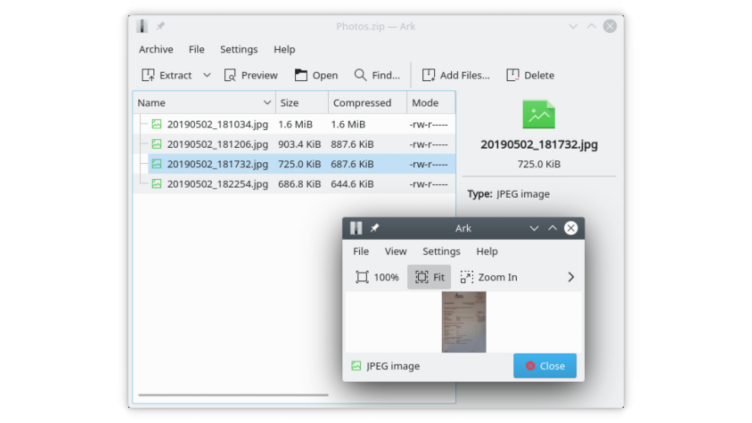 Photos.zip — Ark
Archive File Settings Help
Extract Preview Open Find... Add Files... Delete
Name Size Compressed Mode
20190502_181034.jpg 1.6 MiB 1.6 MiB -rw-r-----
20190502_181206.jpg 903.4 KiB 887.6 KiB -rw-r-----
20190502_181732.jpg 725.0 KiB 687.6 KiB -rw-r-----
20190502_182254.jpg 686.8 KiB 644.6 KiB -rw-r-----
20190502_181732.jpg
725.0 KiB
Type: JPEG image
Ark
File View Settings Help
100% Fit Zoom In
JPEG image Close